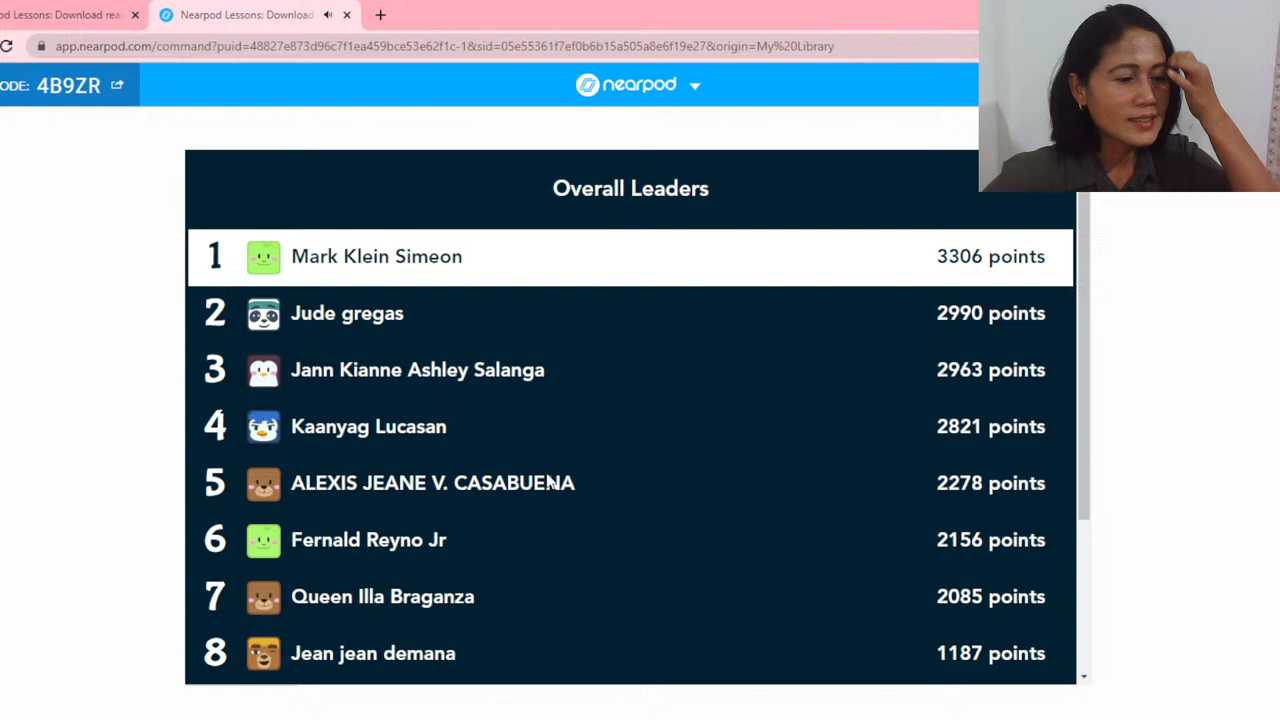 od Lessons: Download rea
Nearpod Lessons: Download
app.nearpod.com/command?puid=48827e873d96c7f1ea459bce53e62f1c-1&sid=05e55361f7ef0b6b15a505a8e6f19e27&origin=My%20Library
ODE: 4B9ZR
nearpod
Overall Leaders
1 Mark Klein Simeon 3306 points
2 Jude gregas 2990 points
3 Jann Kianne Ashley Salanga 2963 points
4 Kaanyag Lucasan 2821 points
5 ALEXIS JEANE V. CASABUENA 2278 points
6 Fernald Reyno Jr 2156 points
7 Queen Illa Braganza 2085 points
8 Jean jean demana 1187 points